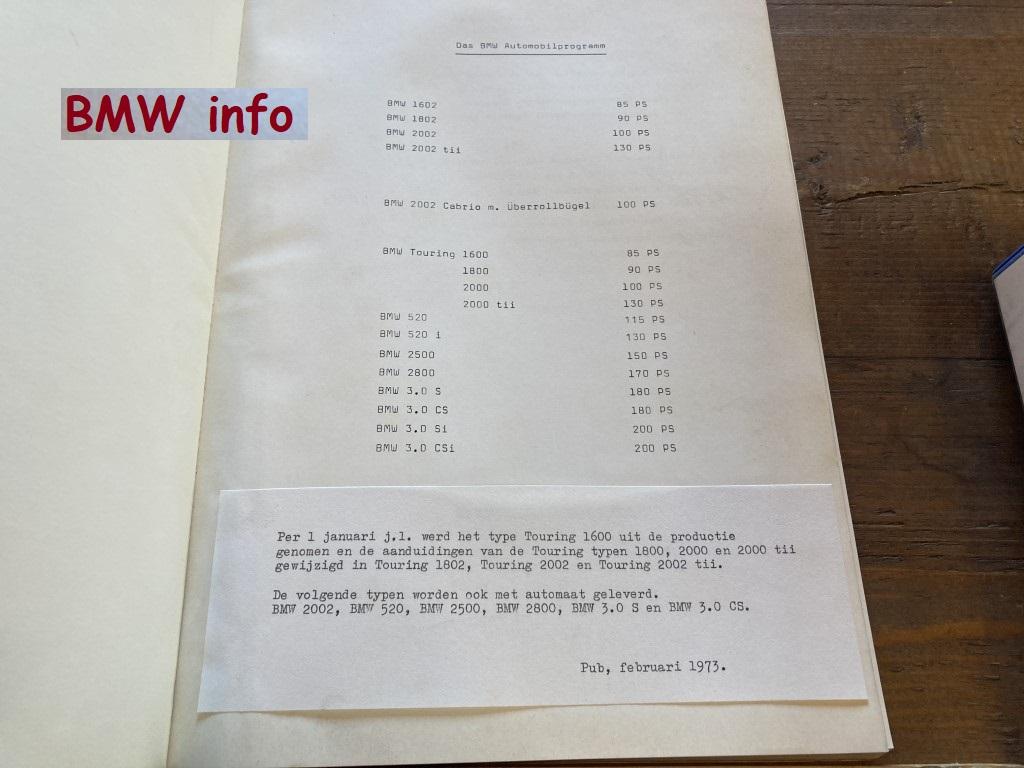 Das BMW Automobilprogramm
BMW info
BMW 1602 85 PS
BMW 1802 90 PS
BMW 2002 100 PS
BMW 2002 tii 130 PS
BMW 2002 Cabrio m. überrollbügel 100 PS
BMW Touring 1600 85 PS
1800 90 PS
2000 100 PS
2000 tii 130 PS
BMW 520 115 PS
BMW 520 i 130 PS
BMW 2500 150 PS
BMW 2800 170 PS
BMW 3.0 S 180 PS
BMW 3.0 CS 180 PS
BMW 3.0 Si 200 PS
BMW 3.0 CSi 200 PS
Per 1 januari j.l. werd het type Touring 1600 uit de productie
genomen en de aanduidingen van de Touring typen 1800, 2000 en 2000 tii
gewijzigd in Touring 1802, Touring 2002 en Touring 2002 tii.
De volgende typen worden ook met automaat geleverd.
BMW 2002, BMW 520, BMW 2500, BMW 2800, BMW 3.0 S en BMW 3.0 CS.
Pub, februari 1973.